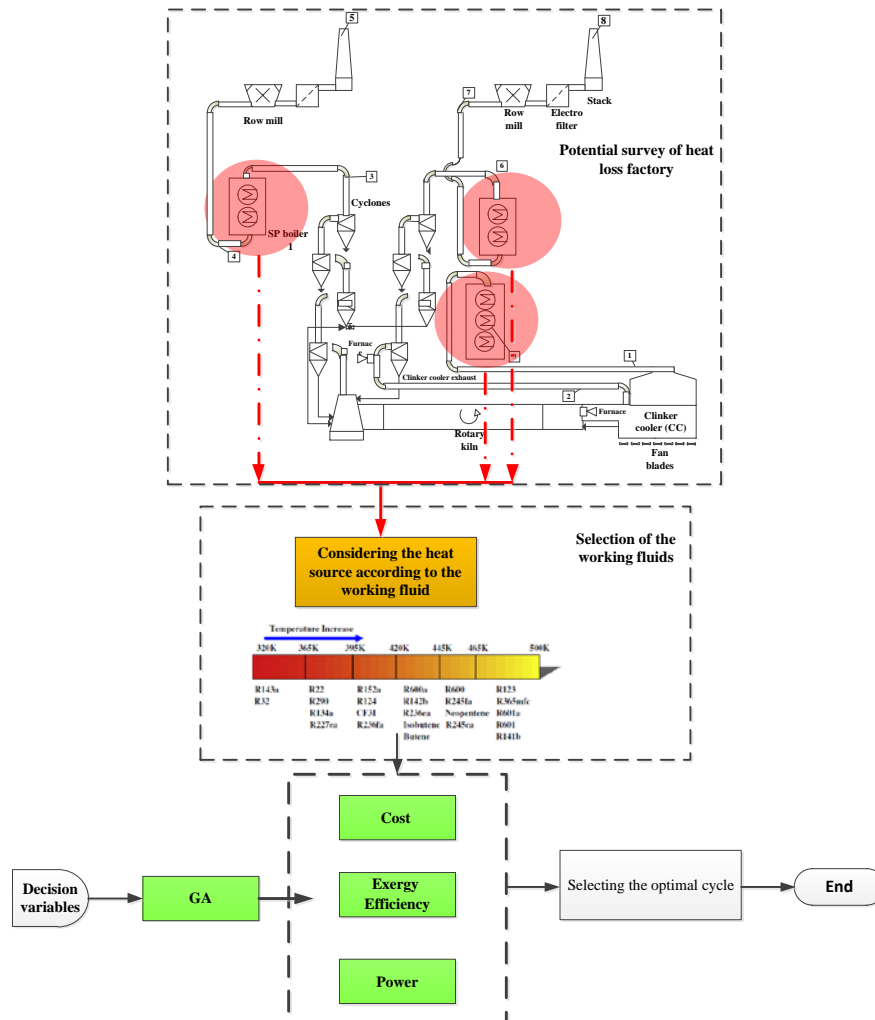 5
8
7
Row mill
Row
mill
Electro
filter
Stack
Potential survey of heat
loss factory
3
6
Cyclones
SP boiler
1
4
Furnac
9
1
Clinker cooler exhaust
2
Furnace
Clinker
cooler (CC)
Rotary
kiln
Fan
blades
Selection of the
working fluids
Considering the heat
source according to the
working fluid
Temperature Increase
320K 365K 395K 420K 445K 465K 500K
R143a R22 R152a R600a R600 R123
R32 R290 R124 R142b R245fa R365mfc
R134a CF3I R236ea Neopentene R601a
R227ea R236fa Isobutene R245ca R601
Butene R141b
Cost
Decision
variables
GA
Exergy
Efficiency
Selecting the optimal cycle
End
Power